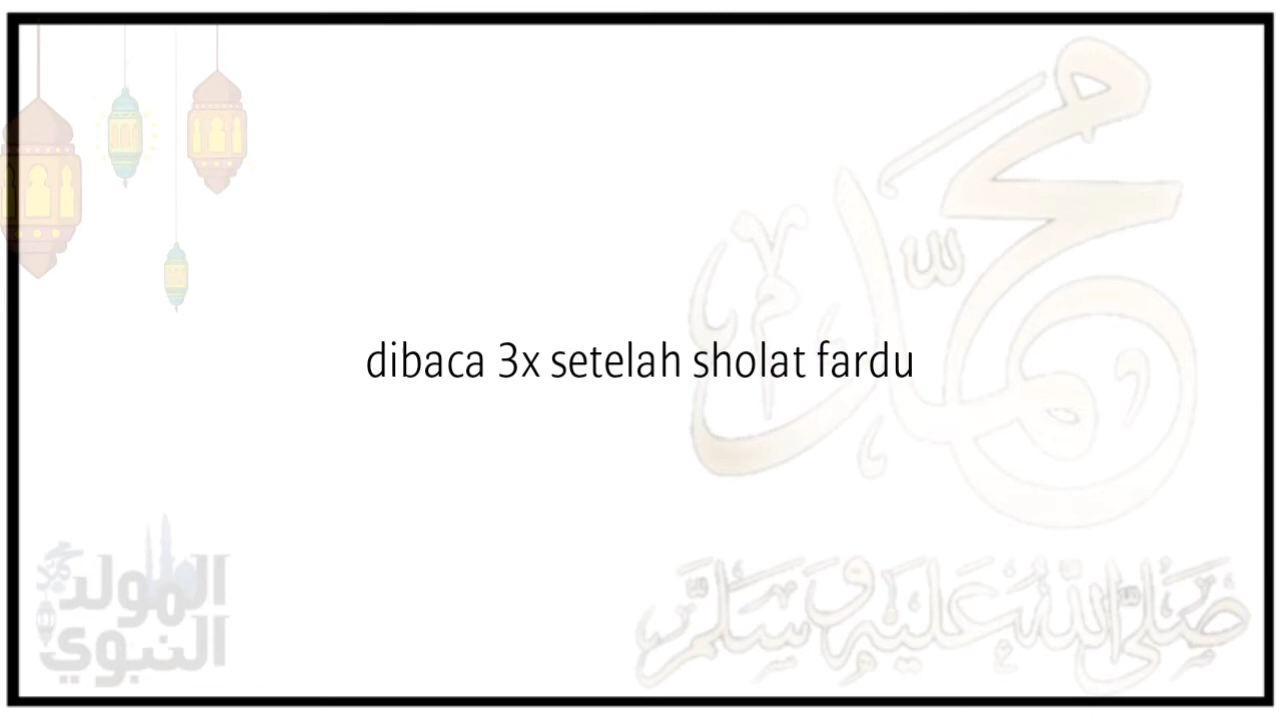 محمد
dibaca 3x setelah sholat fardu
صلى الله عليه وسلم
المولد
النبوي